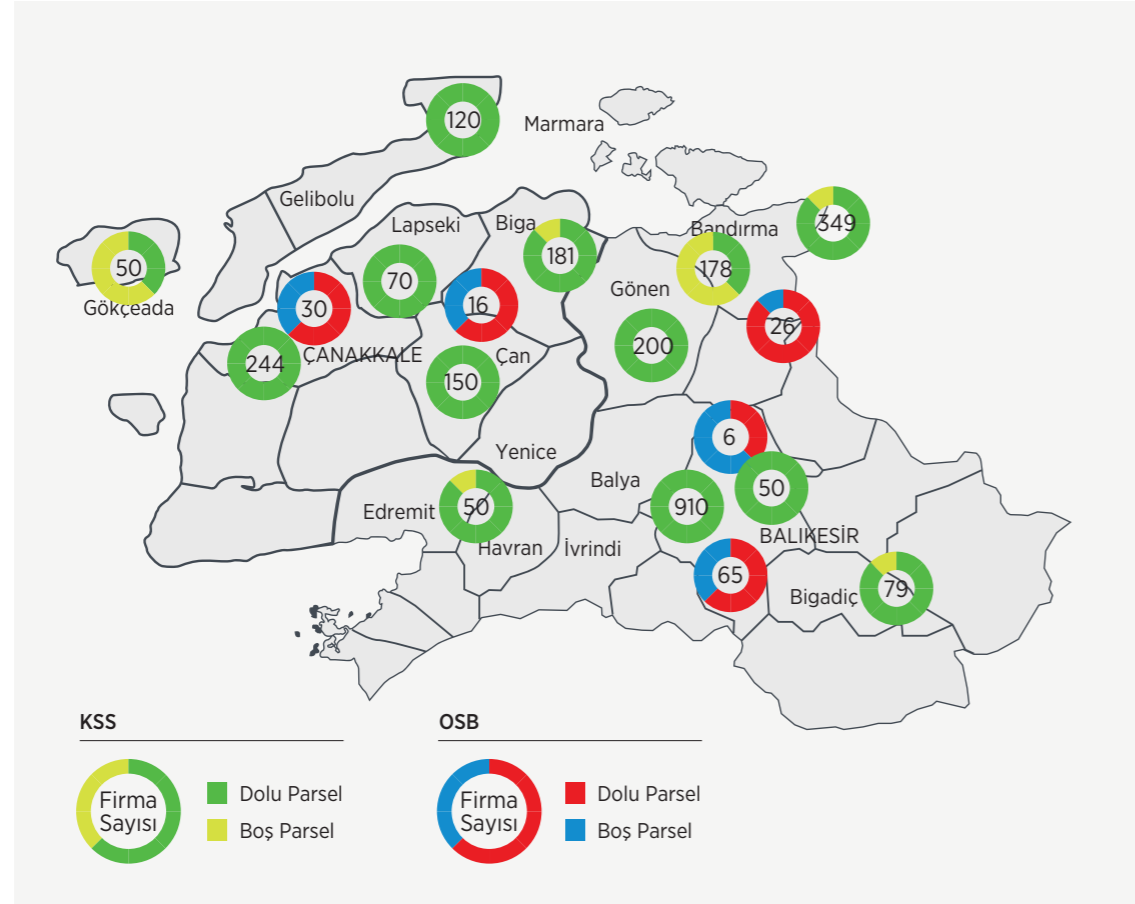 120
Marmara
Gelibolu
Lapseki
Biga
Bandırma
349
181
50
178
Gökçeada
70
Gönen
30
16
26
200
244
ÇANAKKALE
Çan
150
6
Yenice
Balya
50
Edremit
50
910
BALIKESİR
Havran
İvrindi
65
Bigadiç
79
KSS
Firma
Sayısı
Dolu Parsel
Boş Parsel
OSB
Firma
Sayısı
Dolu Parsel
Boş Parsel